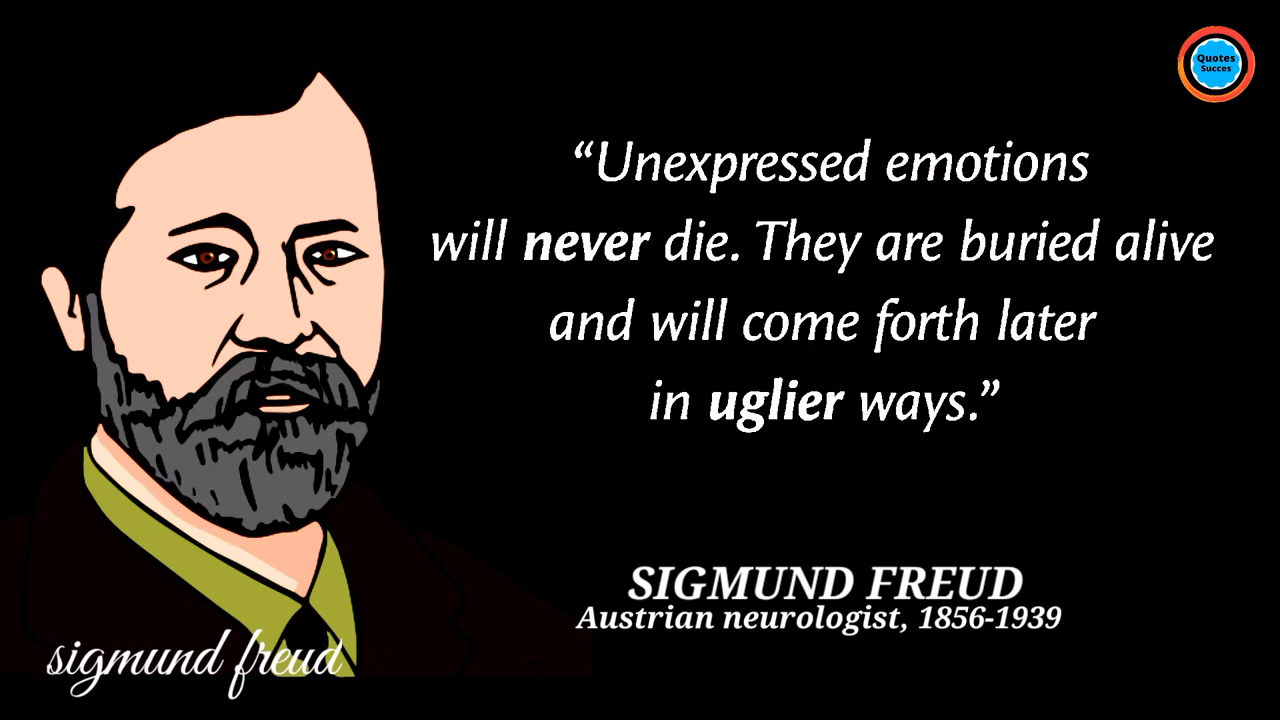 Quotes
Succes
“Unexpressed emotions
will never die. They are buried alive
and will come forth later
in uglier ways.”
SIGMUND FREUD
Austrian neurologist, 1856-1939
sigmund freud